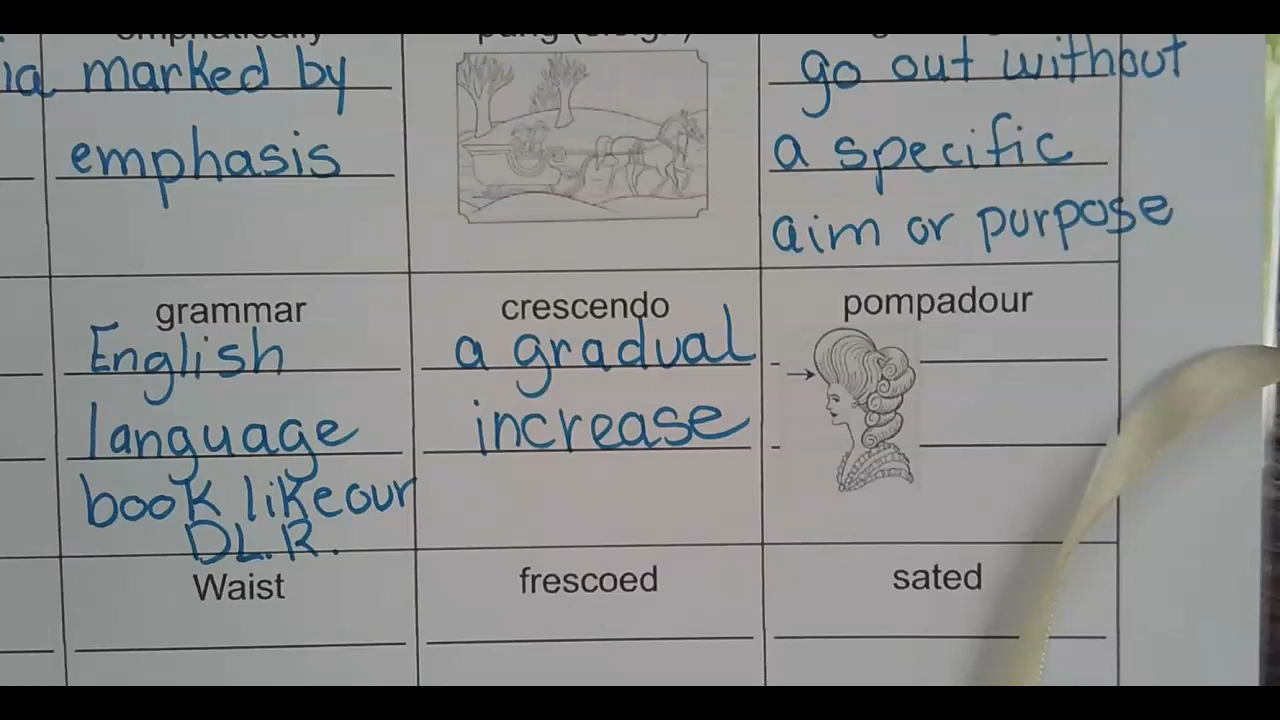 emphatically
marked by
emphasis
go out without
a specific
aim or purpose
grammar
English
language
book like our
D.L.R.
crescendo
a gradual
increase
pompadour
Waist
frescoed
sated